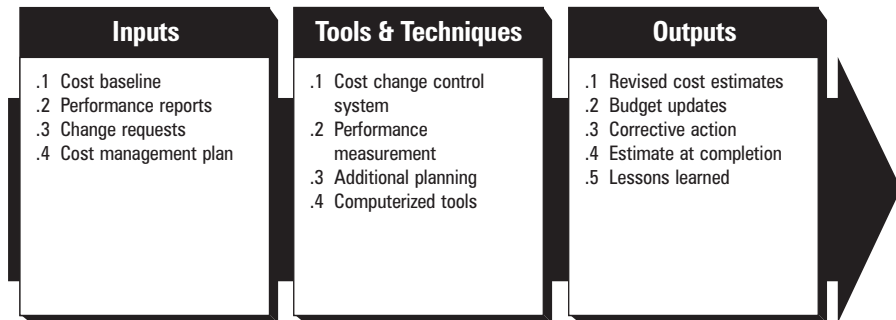 Inputs
.1 Cost baseline
.2 Performance reports
.3 Change requests
.4 Cost management plan
Tools & Techniques
.1 Cost change control
system
.2 Performance
measurement
.3 Additional planning
.4 Computerized tools
Outputs
.1 Revised cost estimates
.2 Budget updates
.3 Corrective action
.4 Estimate at completion
.5 Lessons learned